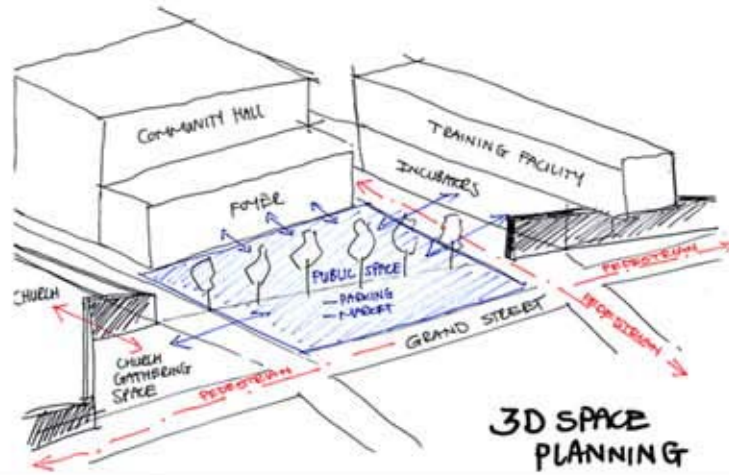 COMMUNITY HALL
TRAINING FACILITY
INCUBATORS
FOYER
PUBLIC SPACE
— PARKING
— MARKET
PEDESTRIAN
CHURCH
GRAND STREET
PEDESTRIAN
CHURCH
GATHERING
SPACE
PEDESTRIAN
3D SPACE
PLANNING